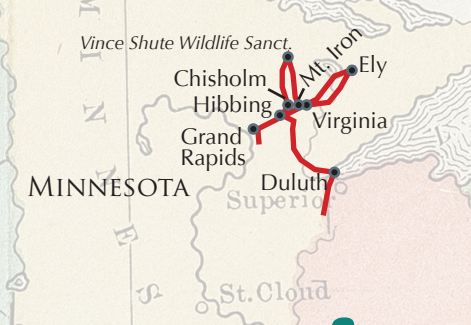 Vince Shute Wildlife Sanct.
Mt. Iron
Ely
Chisholm
Hibbing
Virginia
Grand
Rapids
MINNESOTA
Duluth
Superior
St. Cloud
M
I
N
N
E
S